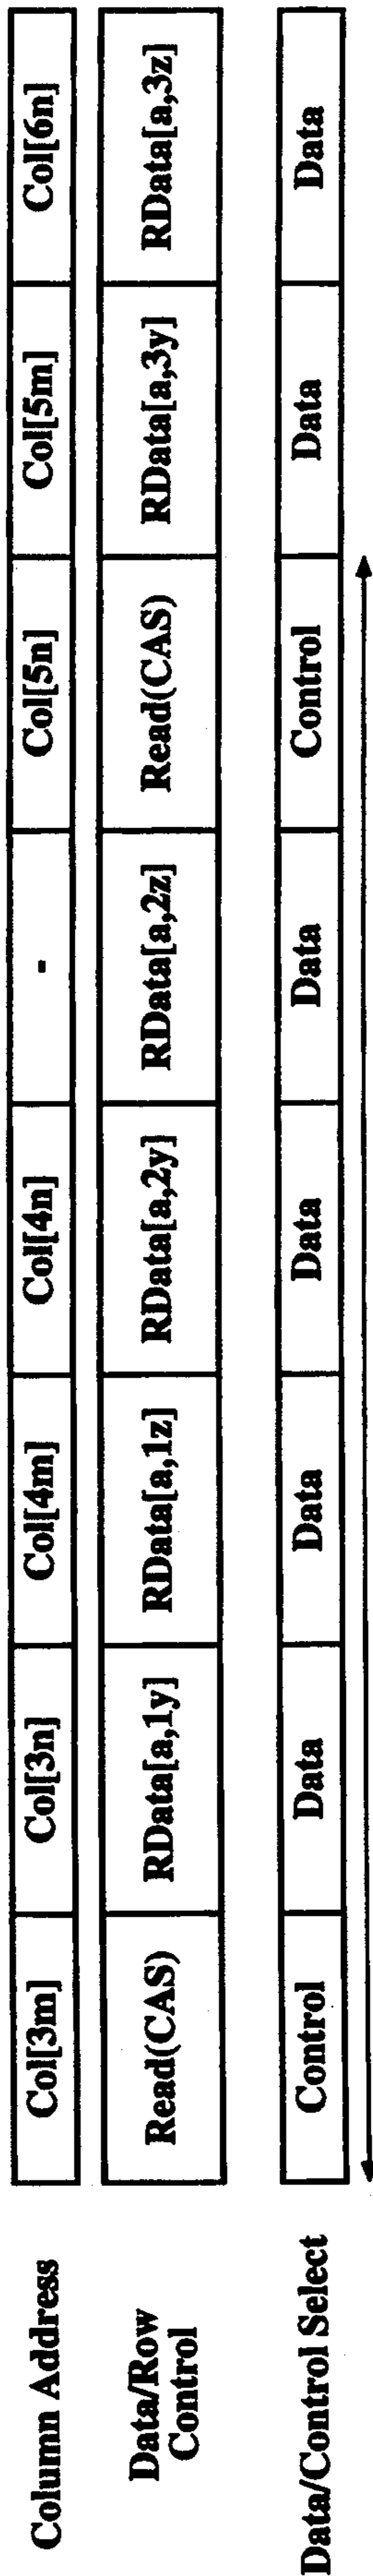 Column Address
Col[3m] Col[3n] Col[4m] Col[4n] - Col[5n] Col[5m] Col[6n]
Data/Row
Control
Read(CAS) RData[a,1y] RData[a,1z] RData[a,2y] RData[a,2z] Read(CAS) RData[a,3y] RData[a,3z]
Data/Control Select
Control Data Data Data Data Control Data Data